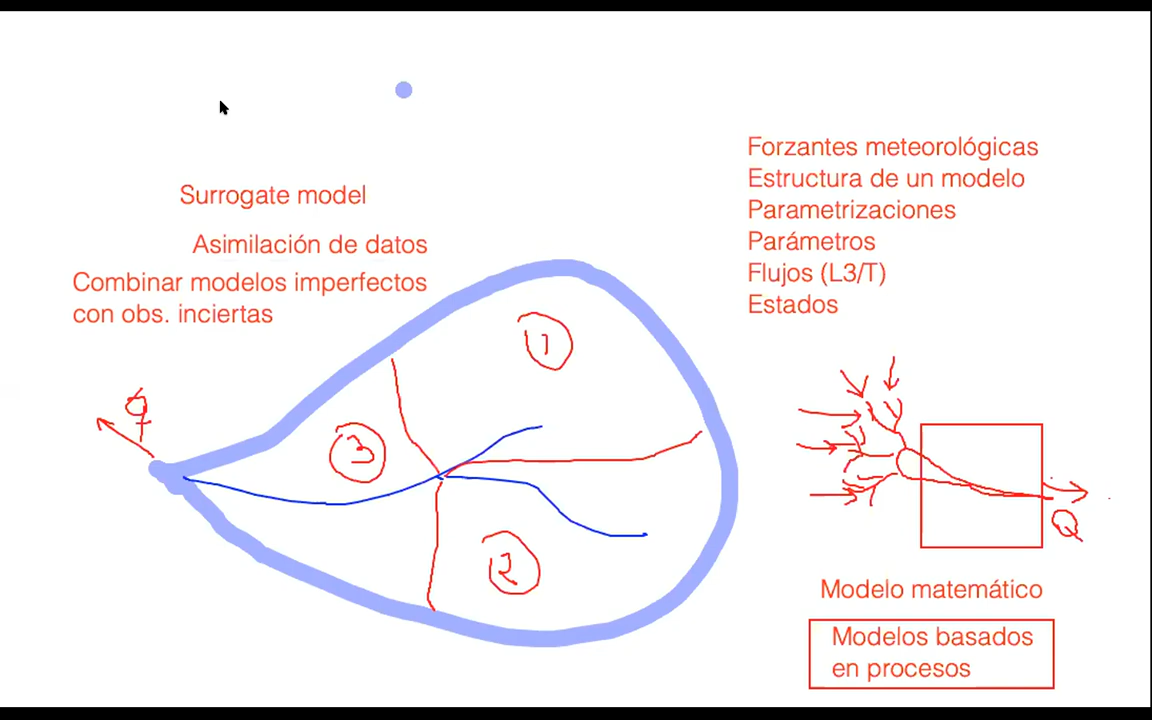 Surrogate model
Asimilación de datos
Combinar modelos imperfectos
con obs. inciertas
Forzantes meteorológicas
Estructura de un modelo
Parametrizaciones
Parámetros
Flujos (L3/T)
Estados
1
3
2
q
Q
Modelo matemático
Modelos basados
en procesos